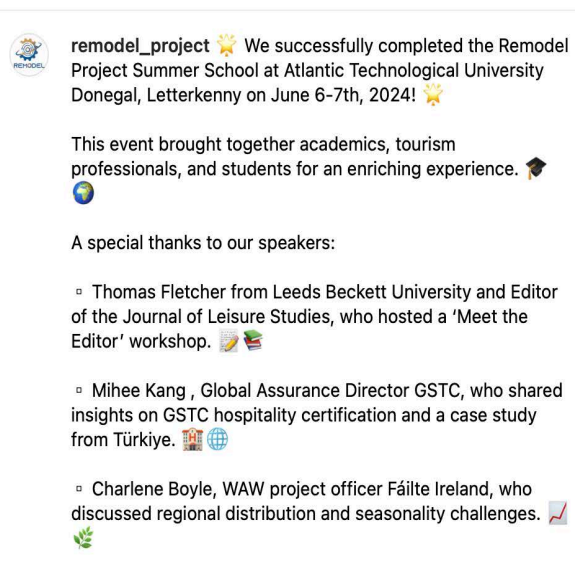 REMODEL
remodel_project 🌟 We successfully completed the Remodel
Project Summer School at Atlantic Technological University
Donegal, Letterkenny on June 6-7th, 2024! 🌟
This event brought together academics, tourism
professionals, and students for an enriching experience. 🎓
🌍
A special thanks to our speakers:
▫ Thomas Fletcher from Leeds Beckett University and Editor
of the Journal of Leisure Studies, who hosted a ‘Meet the
Editor’ workshop. 📝📚
▫ Mihee Kang , Global Assurance Director GSTC, who shared
insights on GSTC hospitality certification and a case study
from Türkiye. 🏨🌐
▫ Charlene Boyle, WAW project officer Fáilte Ireland, who
discussed regional distribution and seasonality challenges. 📈
🌿